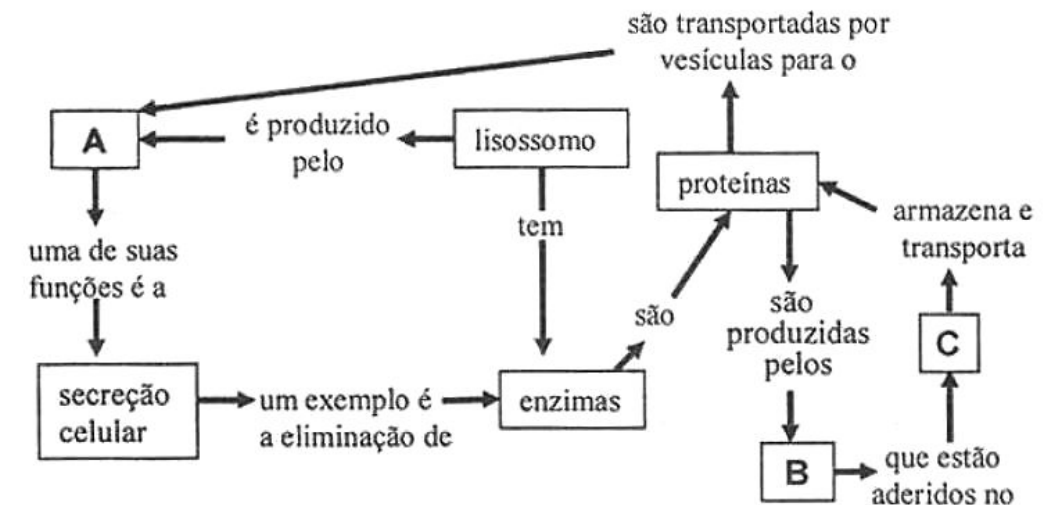 são transportadas por
vesículas para o
A
é produzido
pelo
lisossomo
proteínas
armazena e
transporta
uma de suas
funções é a
tem
são
são
produzidas
pelos
C
secreção
celular
um exemplo é
a eliminação de
enzimas
B
que estão
aderidos no